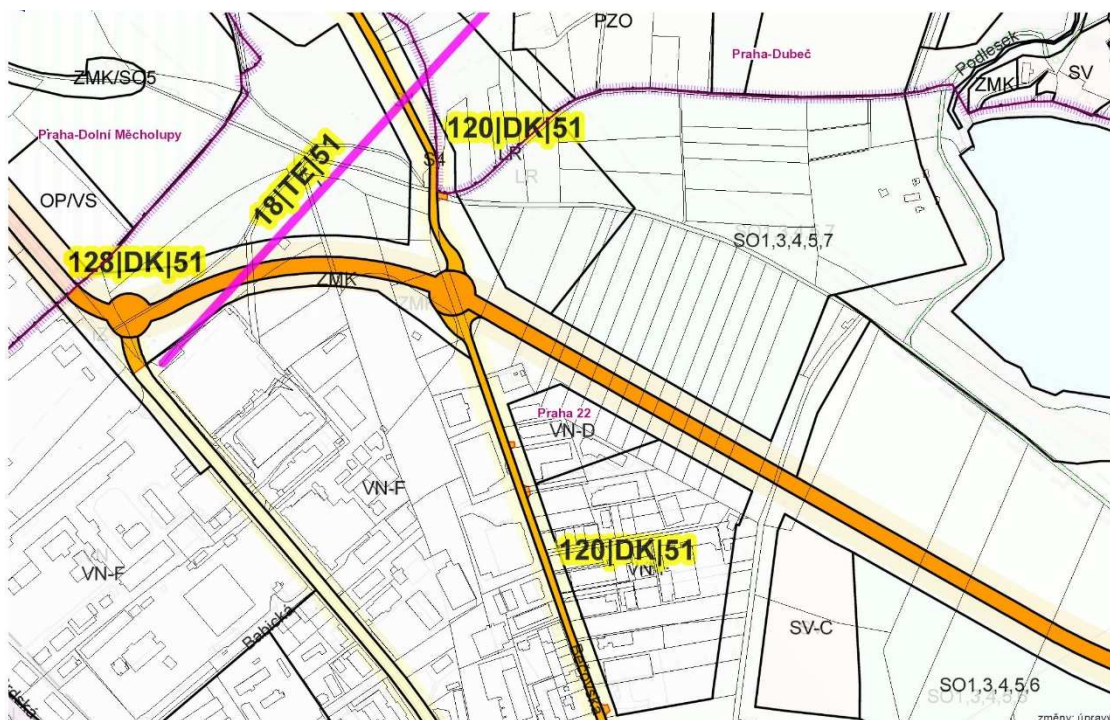 PZO
Praha-Dubeč
Podlesek
SV
ZMK/SO5
ZMK
Praha-Dolní Měcholupy
120|DK|51
LR
S4
LR
18|TE|51
OP/VS
SO1,3,4,5,7
128|DK|51
ZMK
IZ
Praha 22
VN-D
VN-F
120|DK|51
VN-F
Babická
SV-C
Bečovská
SO1,3,4,5,6
změny: úpravy